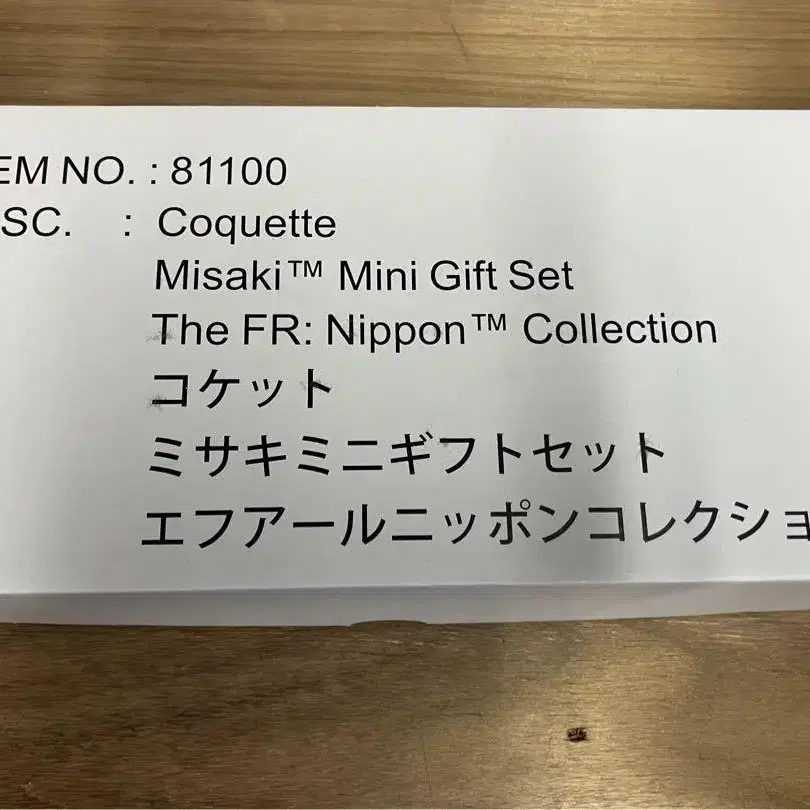 EM NO. : 81100
SC. : Coquette
Misaki™ Mini Gift Set
The FR: Nippon™ Collection
コケット
ミサキミニギフトセット
エフアールニッポンコレクショ